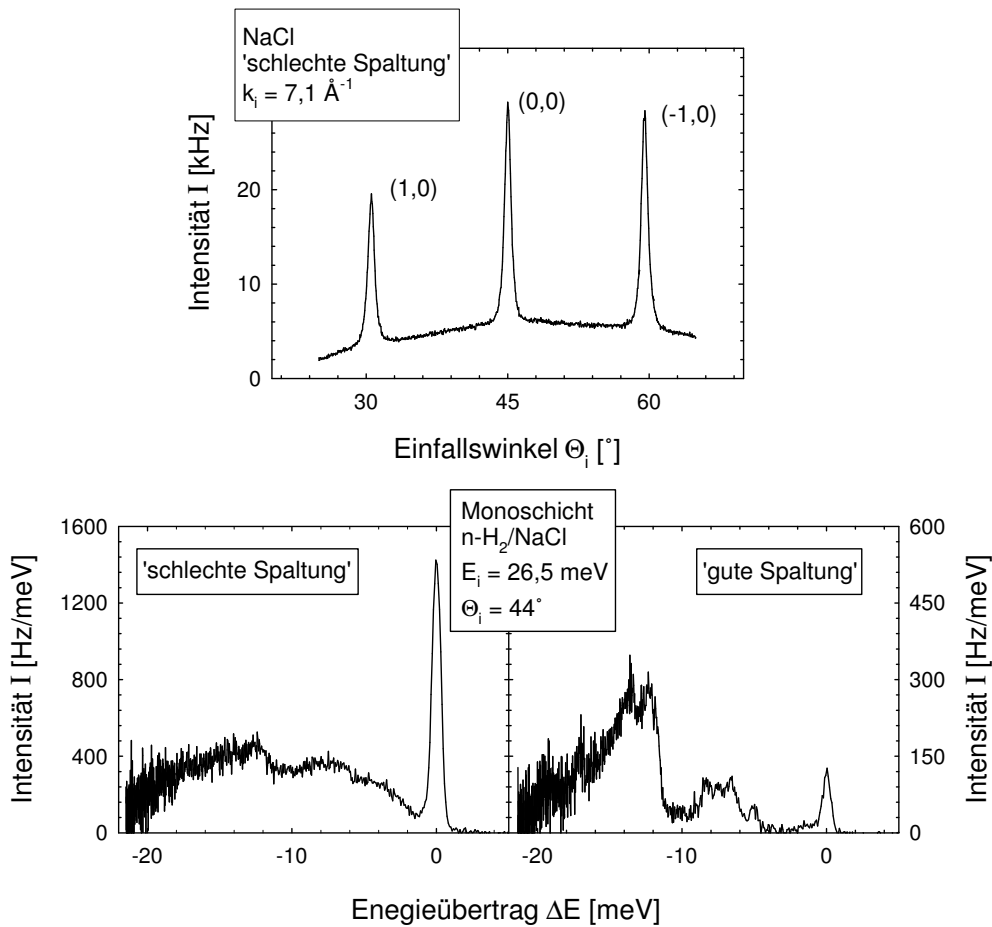 NaCl
'schlechte Spaltung'
k_i = 7,1 Å⁻¹
(0,0)
(-1,0)
(1,0)
Intensität I [kHz]
20
10
0
30 45 60
Einfallswinkel Θ_i [°]
Monoschicht
n-H₂/NaCl
E_i = 26,5 meV
Θ_i = 44°
'schlechte Spaltung'
'gute Spaltung'
Intensität I [Hz/meV]
1600
1200
800
400
0
-20 -10 0
600
450
300
150
0
-20 -10 0
Intensität I [Hz/meV]
Enegieübertrag ΔE [meV]